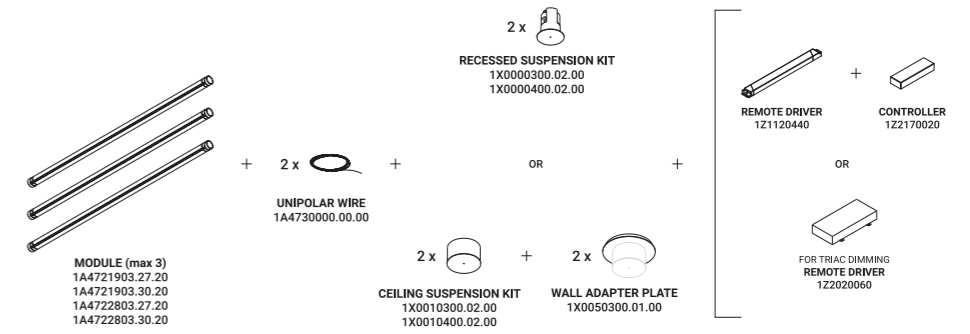 2 x
RECESSED SUSPENSION KIT
1X0000300.02.00
1X0000400.02.00
MODULE (max 3)
1A4721903.27.20
1A4721903.30.20
1A4722803.27.20
1A4722803.30.20
+
2 x
UNIPOLAR WIRE
1A4730000.00.00
+
OR
2 x
CEILING SUSPENSION KIT
1X0010300.02.00
1X0010400.02.00
+
2 x
WALL ADAPTER PLATE
1X0050300.01.00
+
REMOTE DRIVER
1Z1120440
+
CONTROLLER
1Z2170020
OR
FOR TRIAC DIMMING
REMOTE DRIVER
1Z2020060